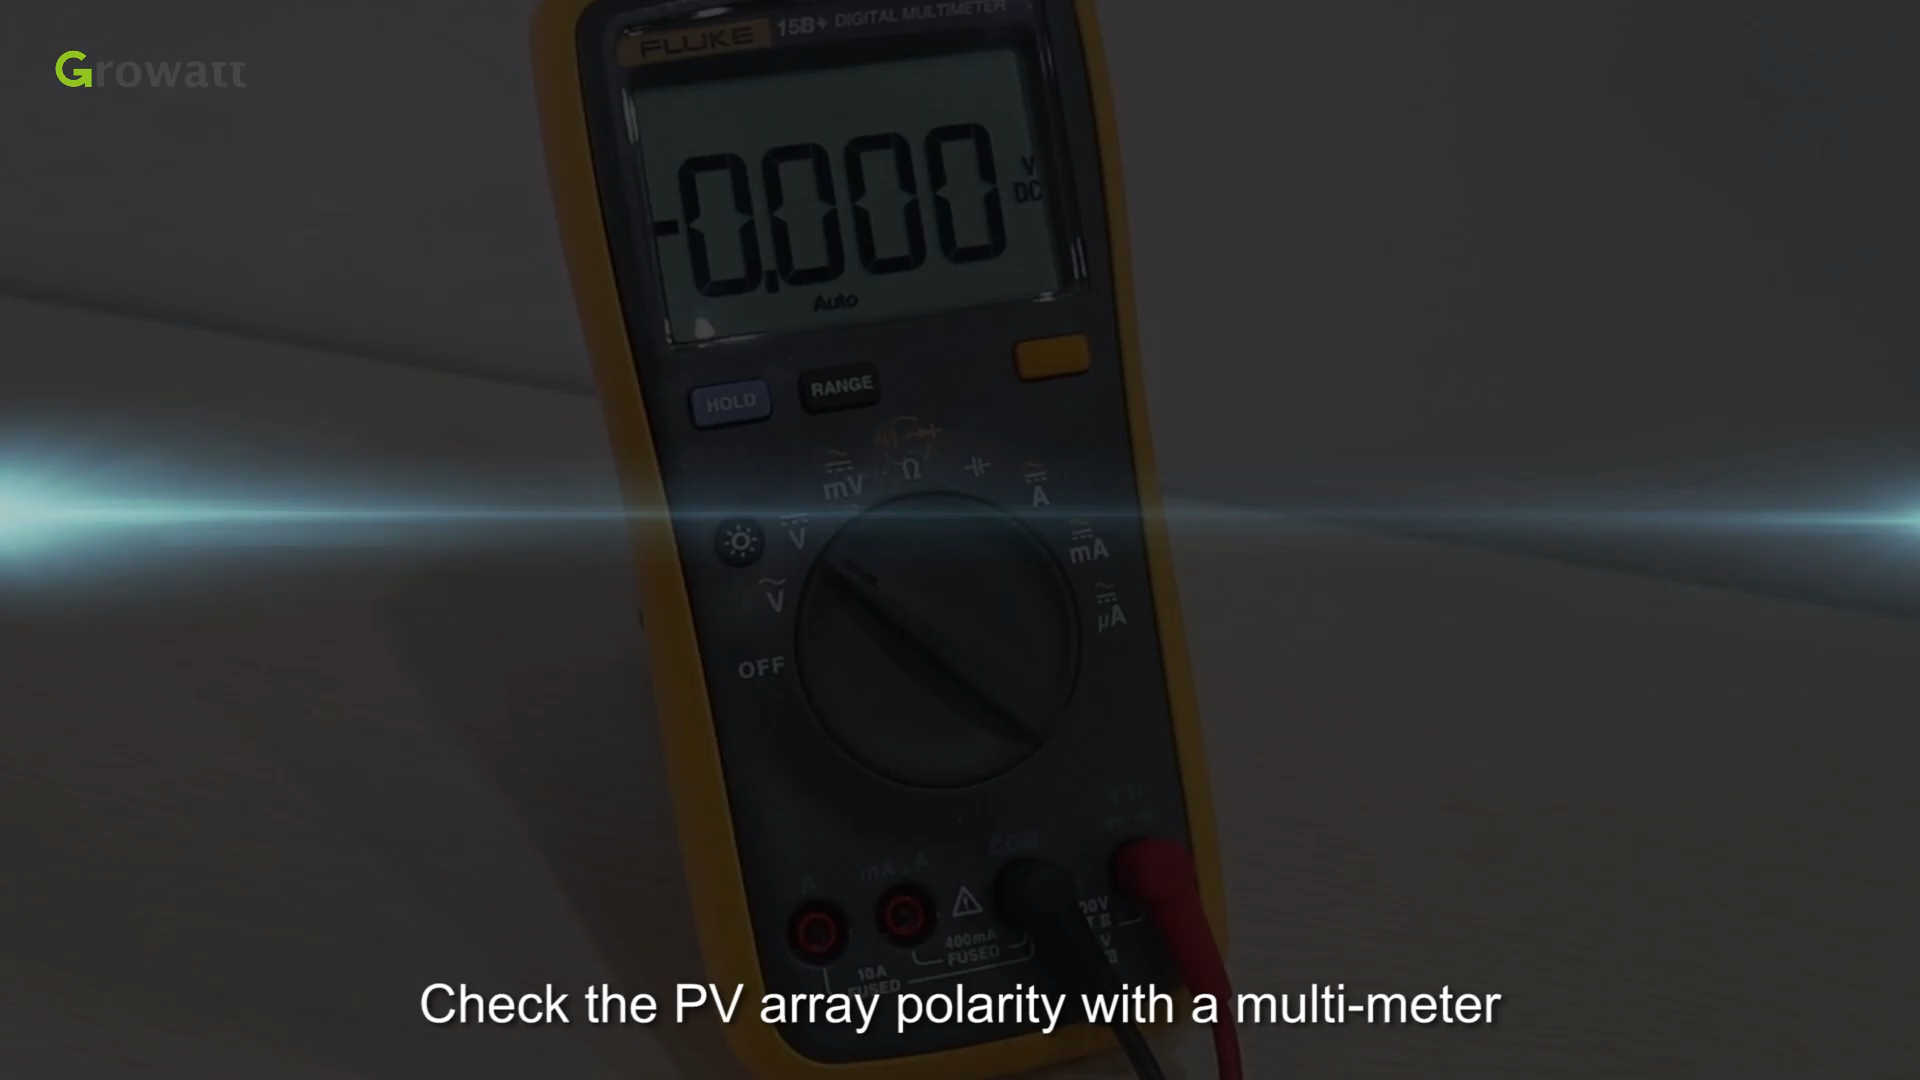 Growatt
FLUKE 15B+ DIGITAL MULTIMETER
-0.000
V
DC
Auto
HOLD
RANGE
mV
Ω
A
V
mA
V
µA
OFF
COM
400mA
FUSED
10A
FUSED
Check the PV array polarity with a multi-meter